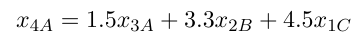 x_{4A} = 1.5x_{3A} + 3.3x_{2B} + 4.5x_{1C}